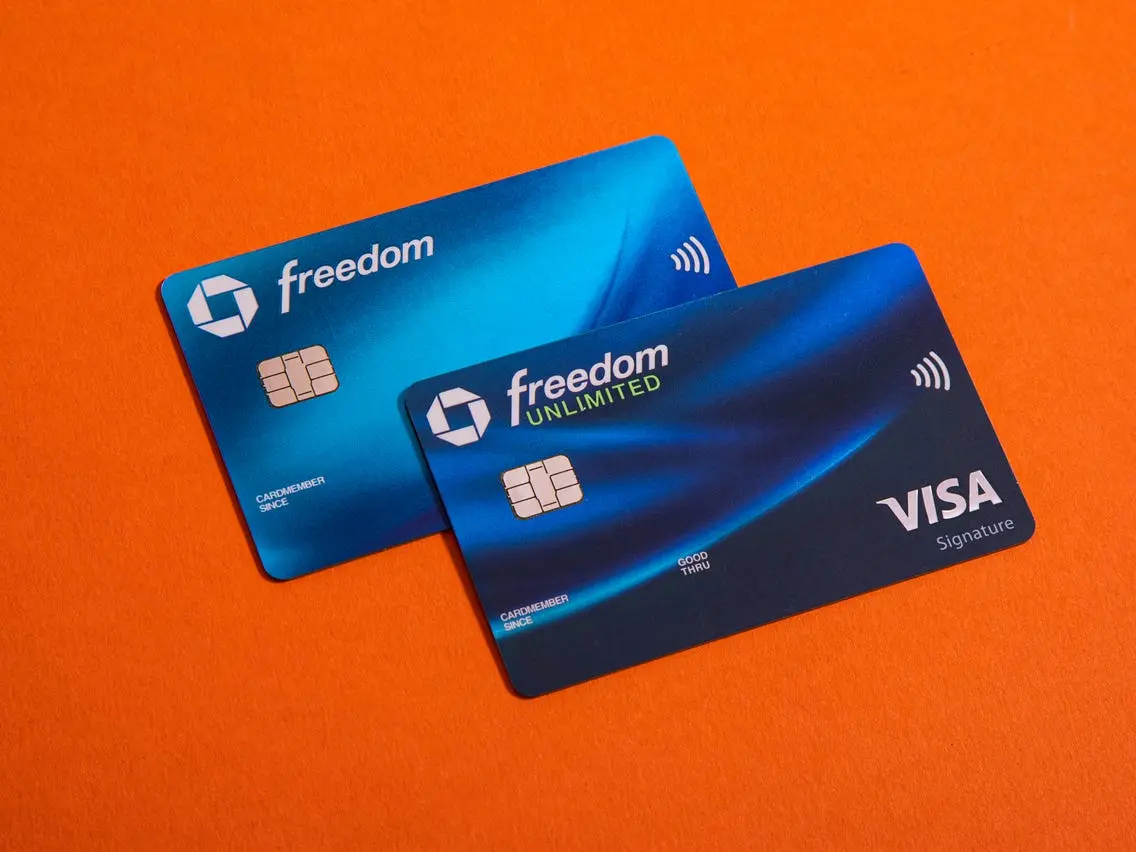 freedom
CARDMEMBER
SINCE
freedom
UNLIMITED
VISA
Signature
GOOD
THRU
CARDMEMBER
SINCE